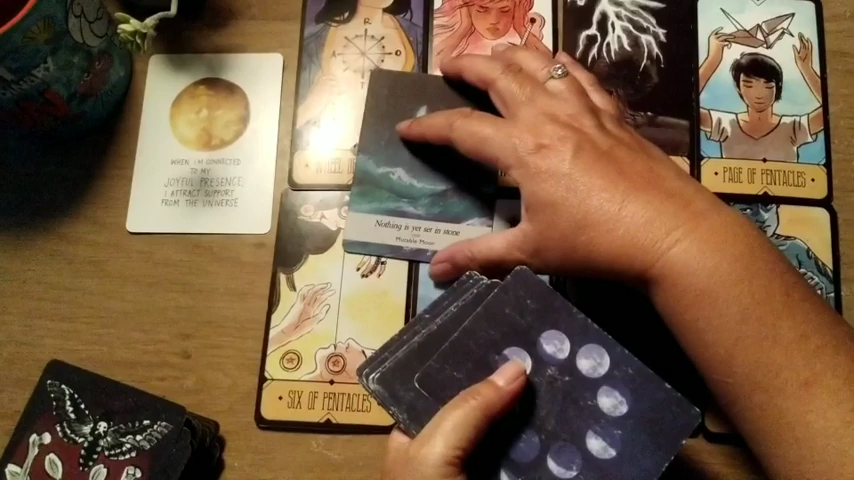 WHEN I'M CONNECTED
TO MY
JOYFUL PRESENCE,
I ATTRACT SUPPORT
FROM THE UNIVERSE
PAGE OF PENTACLES
Nothing is yet set in stone
Mutable Moon
SIX OF PENTACLES